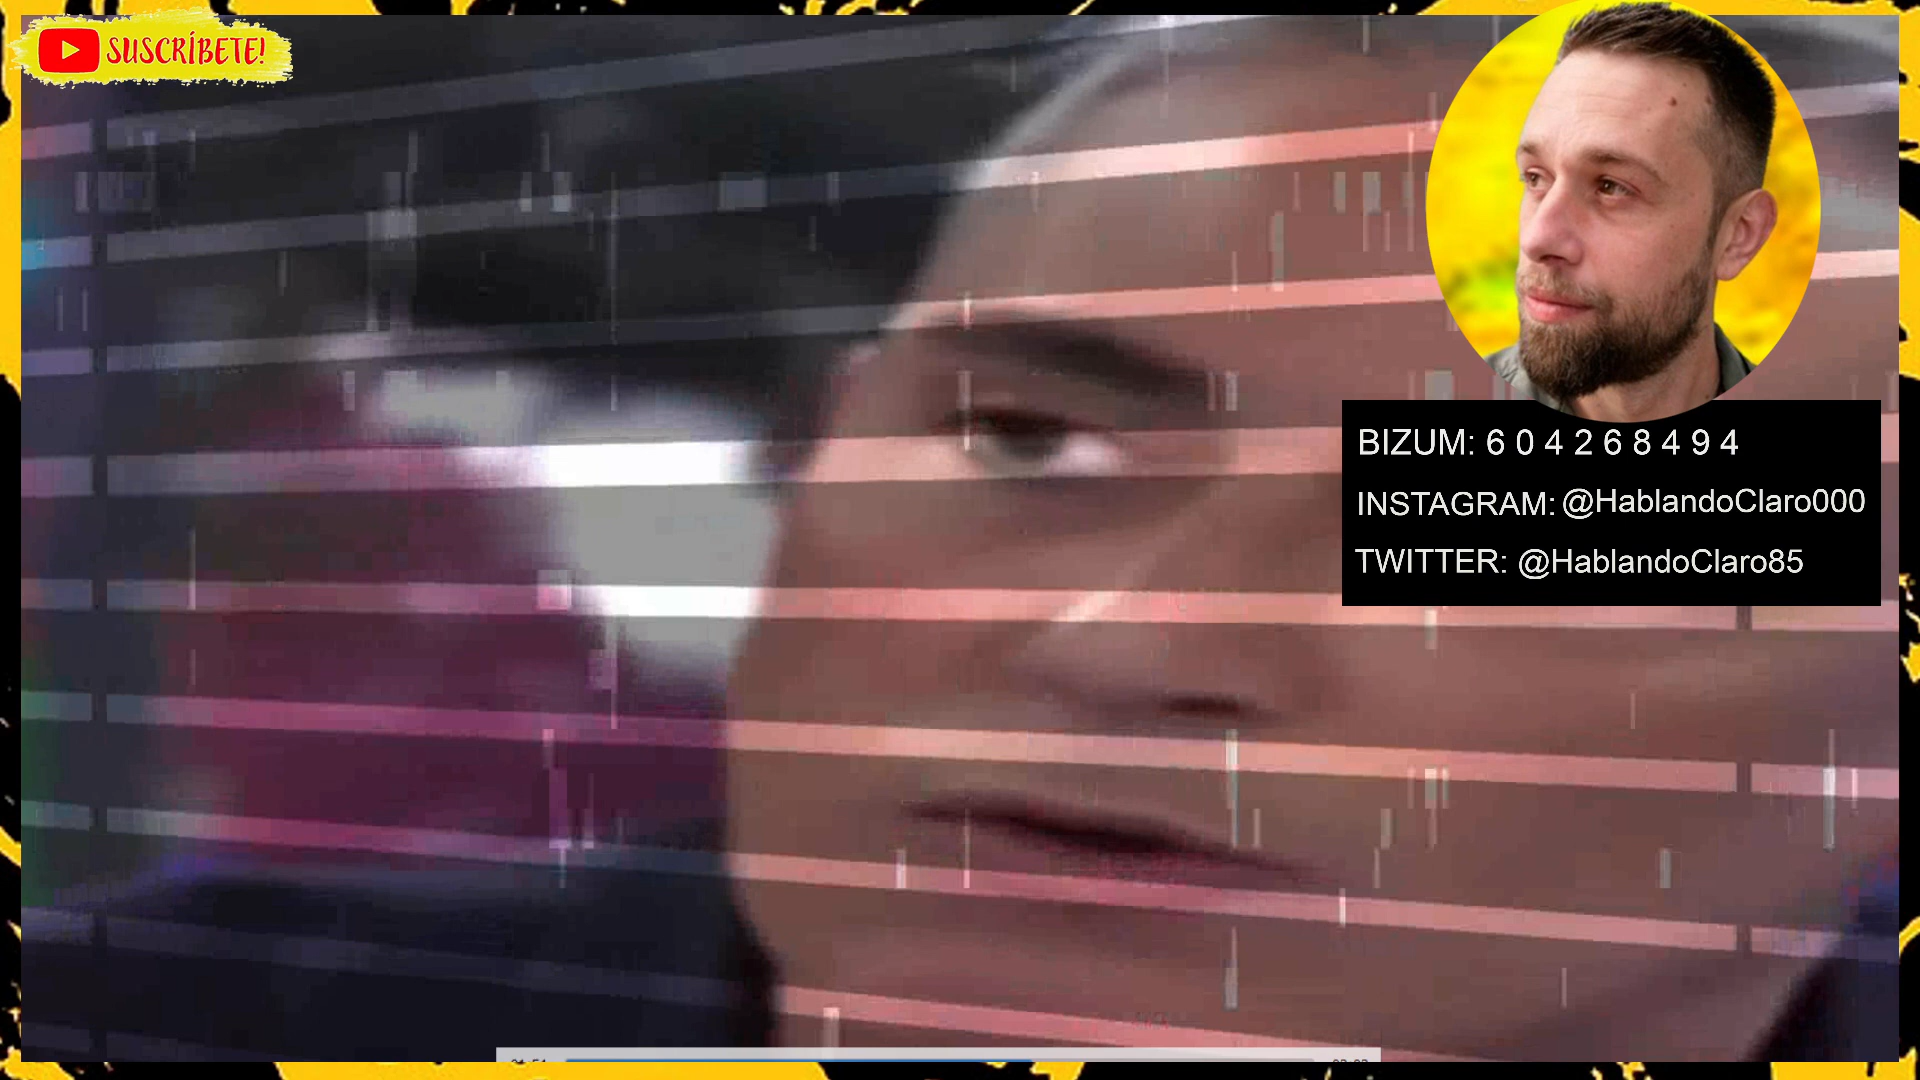 SUSCRÍBETE!
BIZUM: 6 0 4 2 6 8 4 9 4
INSTAGRAM: @HablandoClaro000
TWITTER: @HablandoClaro85